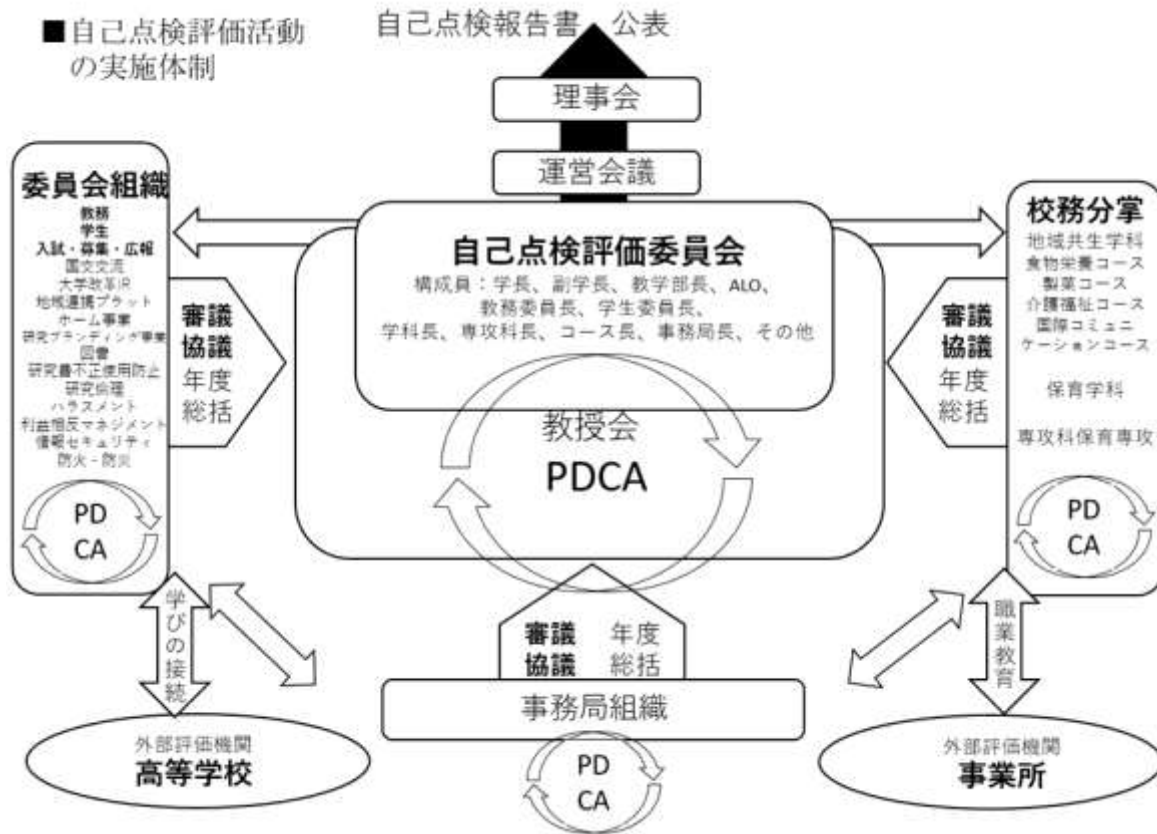 ■自己点検評価活動
の実施体制
自己点検報告書 公表
理事会
運営会議
委員会組織
教務
学生
入試・募集・広報
国交交流
大学改革IR
地域連携プラット
ホーム事業
研究ブランディング事業
図書
研究費不正使用防止
研究倫理
ハラスメント
利益相反マネジメント
情報セキュリティ
防火-防災
PD
CA
審議
協議
年度
総括
自己点検評価委員会
構成員:学長、副学長、教学部長、ALO、
教務委員長、学生委員長、
学科長、専攻科長、コース長、事務局長、その他
教授会
PDCA
審議
協議
年度
総括
校務分掌
地域共生学科
食物栄養コース
製菓コース
介護福祉コース
国際コミュニ
ケーションコース
保育学科
専攻科保育専攻
PD
CA
学びの接続
審議 年度
協議 総括
職業教育
事務局組織
PD
CA
外部評価機関
高等学校
外部評価機関
事業所